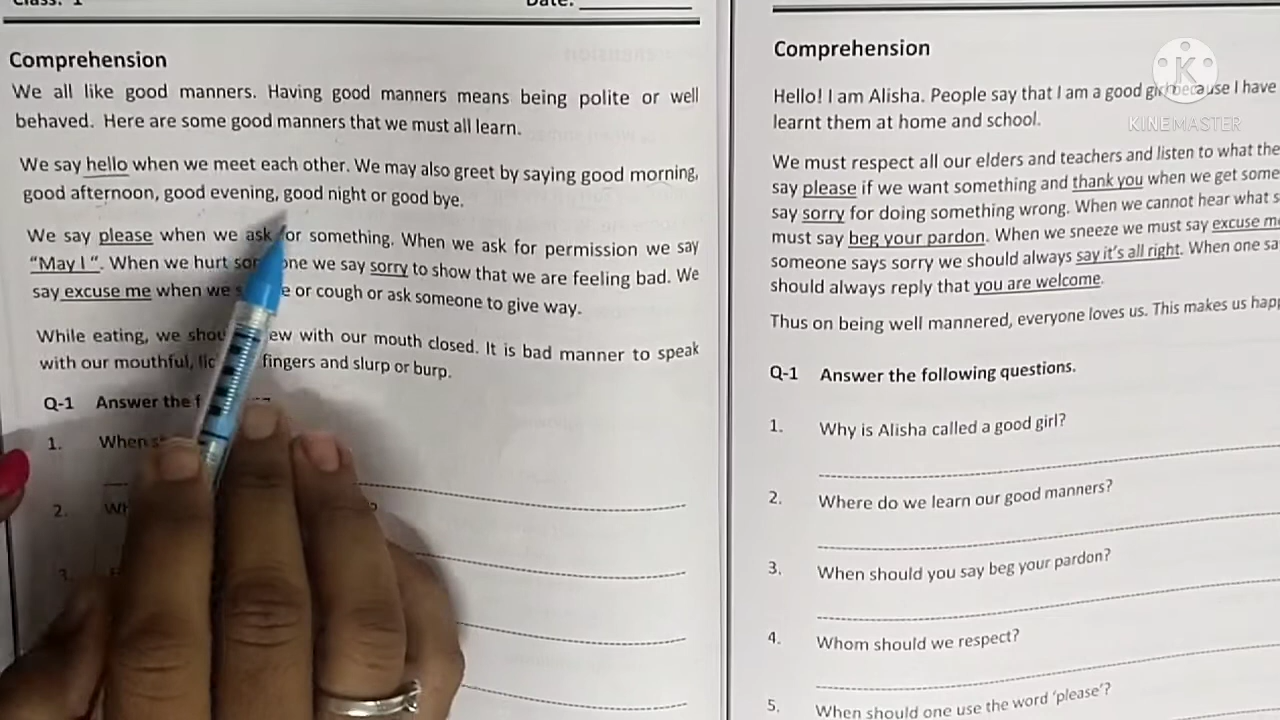 Class: 1
Date:
Comprehension
We all like good manners. Having good manners means being polite or well
behaved. Here are some good manners that we must all learn.
We say hello when we meet each other. We may also greet by saying good morning,
good afternoon, good evening, good night or good bye.
We say please when we ask for something. When we ask for permission we say
“May I “. When we hurt someone we say sorry to show that we are feeling bad. We
say excuse me when we or cough or ask someone to give way.
While eating, we should chew with our mouth closed. It is bad manner to speak
with our mouthful, fingers and slurp or burp.
Q-1 Answer the
1. When
2.
3.
Comprehension
Hello! I am Alisha. People say that I am a good girl because I have
learnt them at home and school.
We must respect all our elders and teachers and listen to what the
say please if we want something and thank you when we get some
say sorry for doing something wrong. When we cannot hear what s
must say beg your pardon. When we sneeze we must say excuse m
someone says sorry we should always say it's all right. When one sa
should always reply that you are welcome.
Thus on being well mannered, everyone loves us. This makes us hap
Q-1 Answer the following questions.
1. Why is Alisha called a good girl?
2. Where do we learn our good manners?
3. When should you say beg your pardon?
4. Whom should we respect?
5. When should one use the word ‘please’?
K
KINEMASTER